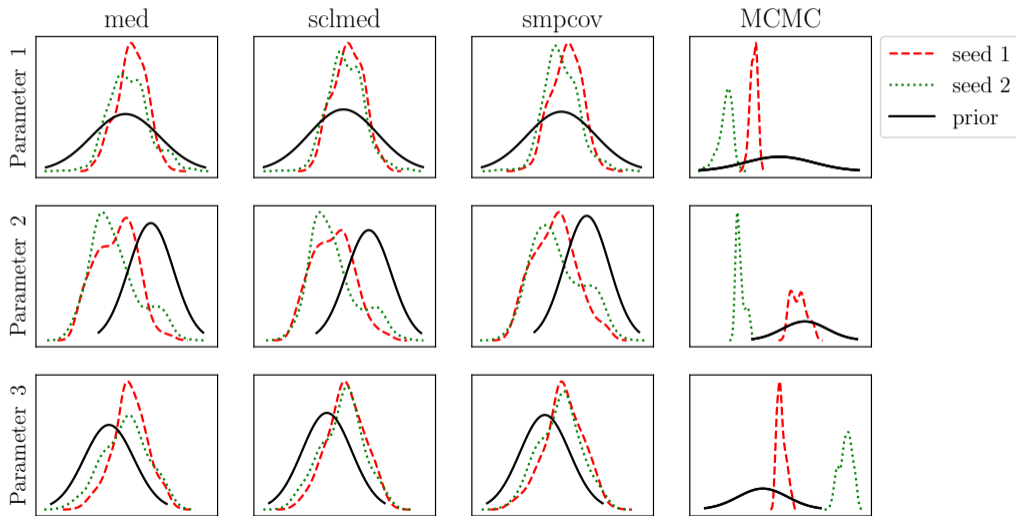 med
sclmed
smpcov
MCMC
Parameter 1
seed 1
seed 2
prior
Parameter 2
Parameter 3